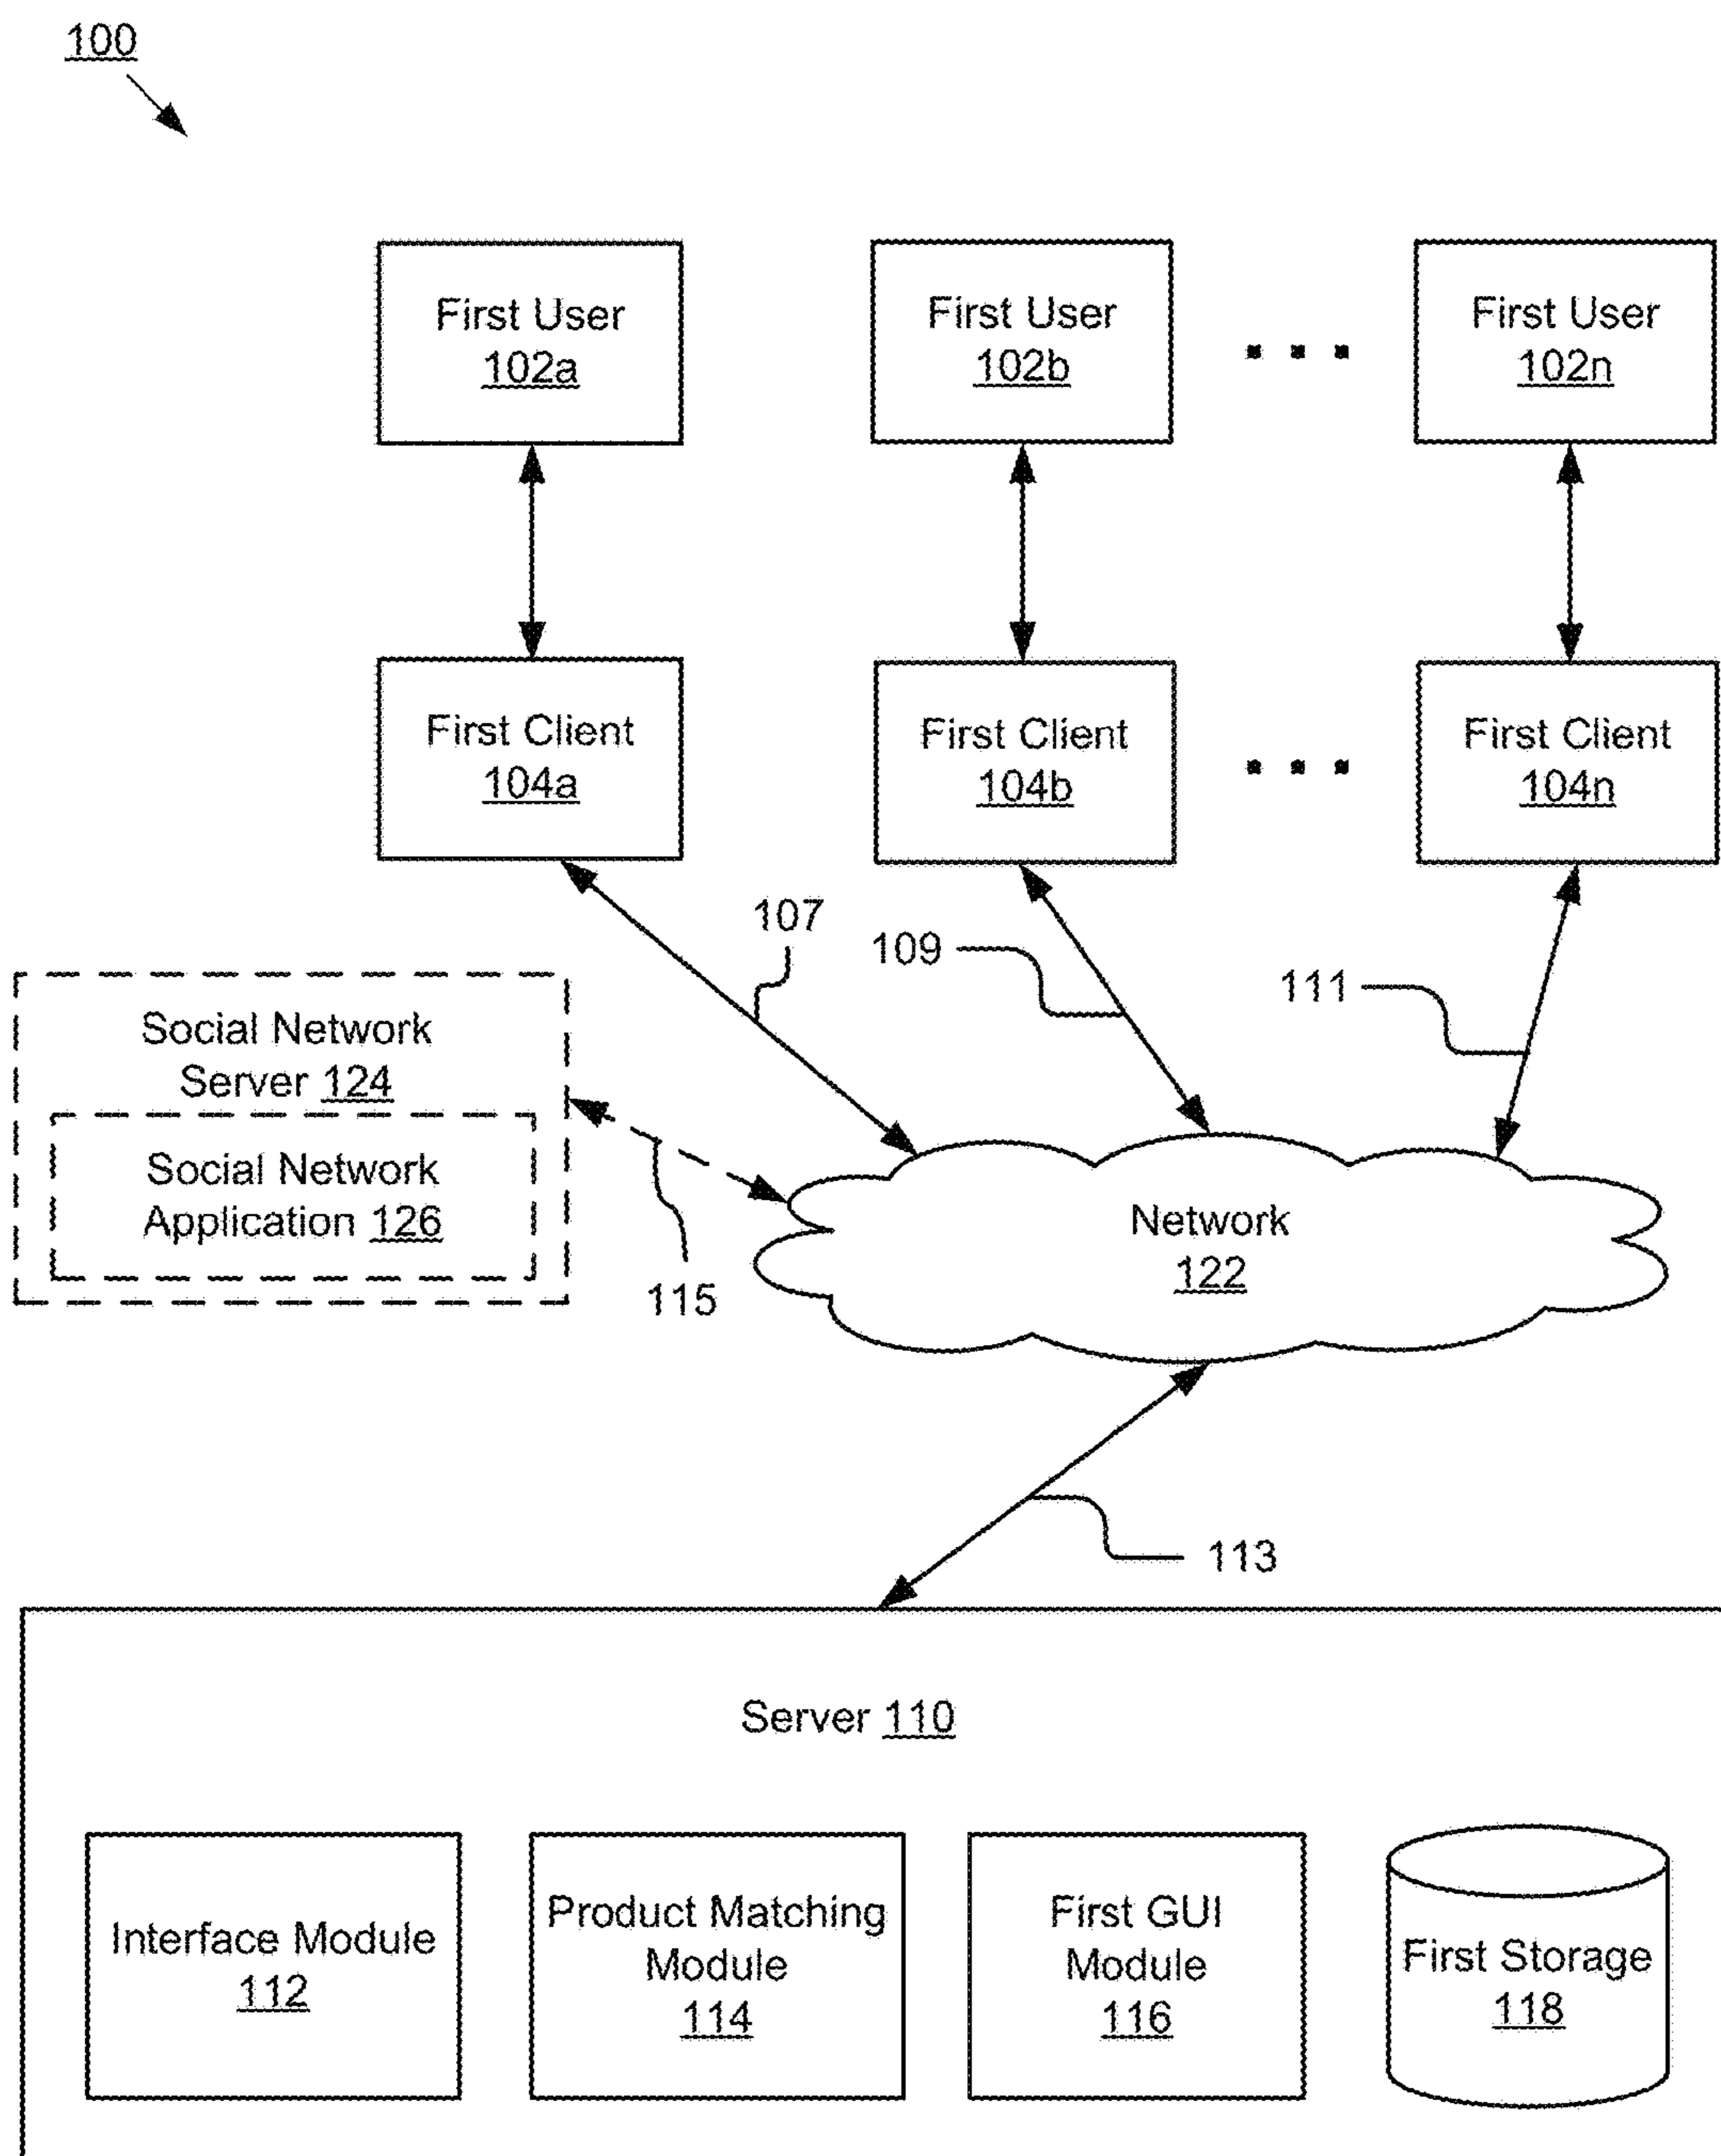 100
First User
102a
First User
102b
First User
102n
First Client
104a
First Client
104b
First Client
104n
107
109
111
Social Network
Server 124
Social Network
Application 126
115
Network
122
113
Server 110
Interface Module
112
Product Matching
Module
114
First GUI
Module
116
First Storage
118